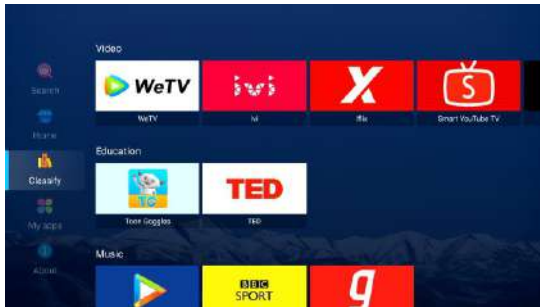 Video
Search
WeTV
ivi
X
S
WeTV
ivi
iflix
Smart YouTube TV
Home
Education
Classify
TC
TED
Toon Goggles
TED
My apps
Music
About
BBC
SPORT
g